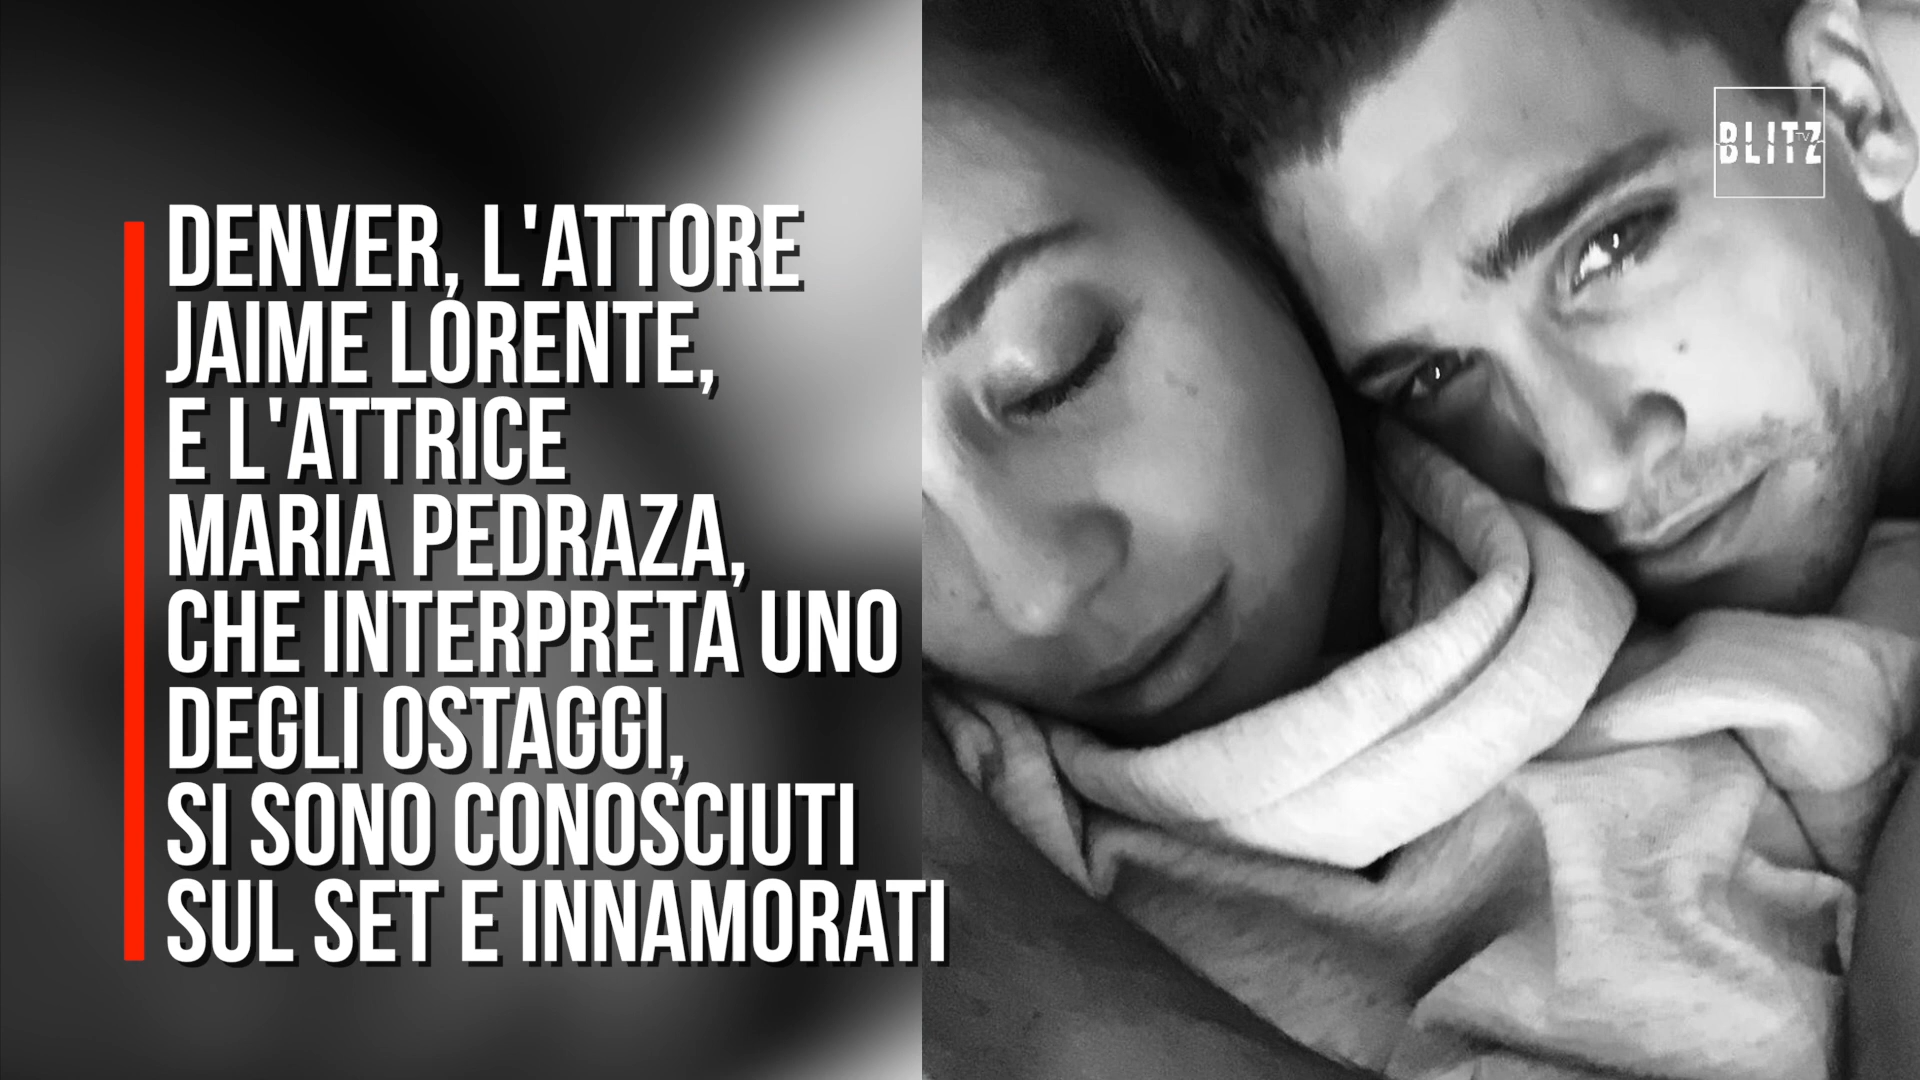 DENVER, L'ATTORE
JAIME LORENTE,
E L'ATTRICE
MARIA PEDRAZA,
CHE INTERPRETA UNO
DEGLI OSTAGGI,
SI SONO CONOSCIUTI
SUL SET E INNAMORATI
BLITZ TV